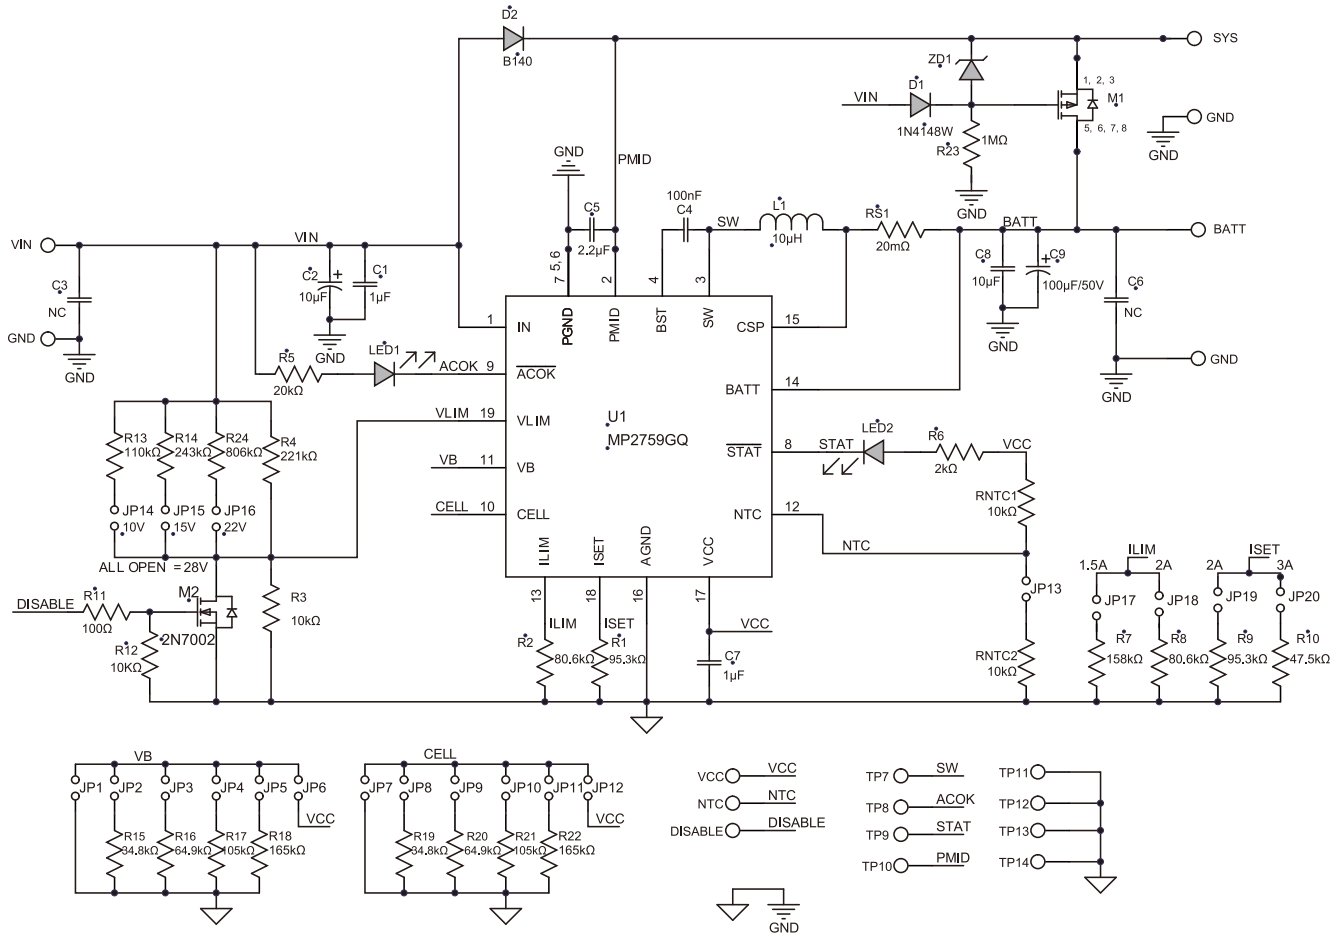 D2
B140
SYS
ZD1
1, 2, 3
D1
VIN
M1
1N4148W
R23
1MΩ
5, 6, 7, 8
GND
GND
GND
GND
PMID
C5
2.2µF
100nF
C4
SW
L1
10µH
RS1
20mΩ
BATT
BATT
VIN
VIN
C3
NC
GND
GND
C2
10µF
C1
1µF
GND
C8
10µF
C9
100µF/50V
GND
C6
NC
GND
GND
7 5, 6
2
4
3
PGND
PMID
BST
SW
1 IN
CSP 15
R5
20kΩ
LED1
ACOK 9 ACOK
BATT 14
VLIM 19 VLIM
U1
MP2759GQ
STAT 8 STAT
LED2
R6
2kΩ
VCC
VB 11 VB
CELL 10 CELL
NTC 12
NTC
RNTC1
10kΩ
ILIM
ISET
AGND
VCC
13
18
16
17
R13
110kΩ
R14
243kΩ
R24
806kΩ
R4
221kΩ
JP14
10V
JP15
15V
JP16
22V
ALL OPEN = 28V
DISABLE
R11
100Ω
M2
2N7002
R12
10KΩ
R3
10kΩ
ILIM
R2
80.6kΩ
ISET
R1
95.3kΩ
VCC
C7
1µF
JP13
RNTC2
10kΩ
ILIM
1.5A
2A
JP17
JP18
R7
158kΩ
R8
80.6kΩ
ISET
2A
3A
JP19
JP20
R9
95.3kΩ
R10
47.5kΩ
VB
JP1
JP2
JP3
JP4
JP5
JP6
VCC
R15
34.8kΩ
R16
64.9kΩ
R17
105kΩ
R18
165kΩ
CELL
JP7
JP8
JP9
JP10
JP11
JP12
VCC
R19
34.8kΩ
R20
64.9kΩ
R21
105kΩ
R22
165kΩ
VCC VCC
NTC NTC
DISABLE DISABLE
GND
TP7 SW
TP8 ACOK
TP9 STAT
TP10 PMID
TP11
TP12
TP13
TP14